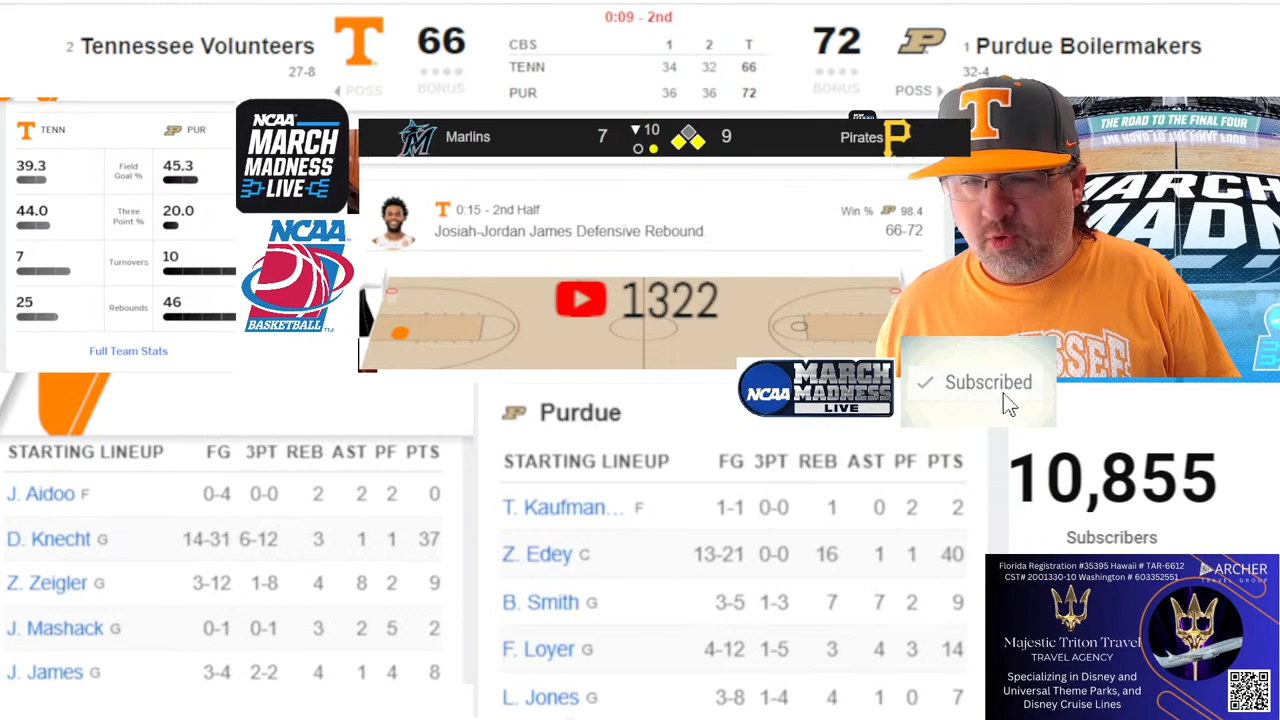 0:09 - 2nd
2 Tennessee Volunteers
27-8
T
66
BONUS
POSS
CBS 1 2 T
TENN 34 32 66
PUR 36 36 72
72
BONUS
P
1 Purdue Boilermakers
32-4
POSS
TENN PUR
39.3 Field Goal % 45.3
44.0 Three Point % 20.0
7 Turnovers 10
25 Rebounds 46
Full Team Stats
NCAA
MARCH
MADNESS
LIVE
NCAA
BASKETBALL
TM
Marlins 7 10 9 Pirates P
0:15 - 2nd Half
Josiah-Jordan James Defensive Rebound.
Win % 98.4
66-72
1322
THE ROAD TO THE FINAL FOUR
T
NCAA
MARCH
MADNESS
LIVE
Subscribed
10,855
Subscribers
STARTING LINEUP FG 3PT REB AST PF PTS
J. Aidoo F 0-4 0-0 2 2 2 0
D. Knecht G 14-31 6-12 3 1 1 37
Z. Zeigler G 3-12 1-8 4 8 2 9
J. Mashack G 0-1 0-1 3 2 5 2
J. James G 3-4 2-2 4 1 4 8
Purdue
STARTING LINEUP FG 3PT REB AST PF PTS
T. Kaufman... F 1-1 0-0 1 0 2 2
Z. Edey C 13-21 0-0 16 1 1 40
B. Smith G 3-5 1-3 7 7 2 9
F. Loyer G 4-12 1-5 3 4 3 14
L. Jones G 3-8 1-4 4 1 0 7
Florida Registration #35395 Hawaii # TAR-6612
CST# 2001330-10 Washington # 603352551
ARCHER
TRAVEL GROUP
Majestic Triton Travel
TRAVEL AGENCY
Specializing in Disney and
Universal Theme Parks, and
Disney Cruise Lines